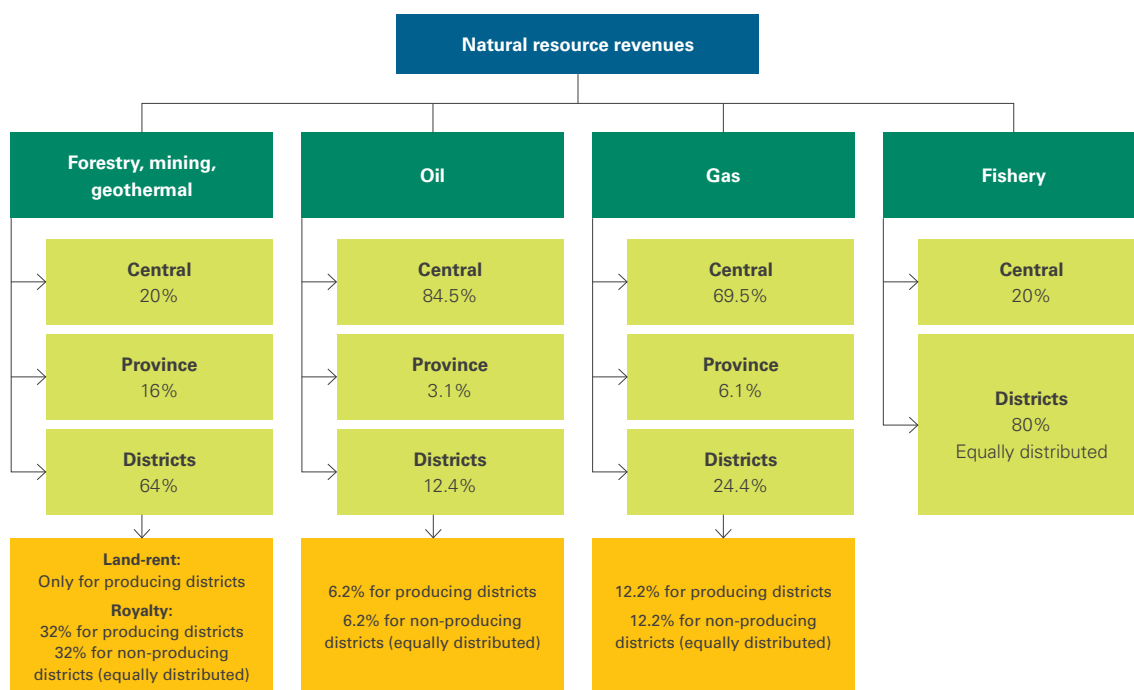 Natural resource revenues
Forestry, mining,
geothermal
Central
20%
Province
16%
Districts
64%
Land-rent:
Only for producing districts
Royalty:
32% for producing districts
32% for non-producing
districts (equally distributed)
Oil
Central
84.5%
Province
3.1%
Districts
12.4%
6.2% for producing districts
6.2% for non-producing
districts (equally distributed)
Gas
Central
69.5%
Province
6.1%
Districts
24.4%
12.2% for producing districts
12.2% for non-producing
districts (equally distributed)
Fishery
Central
20%
Districts
80%
Equally distributed